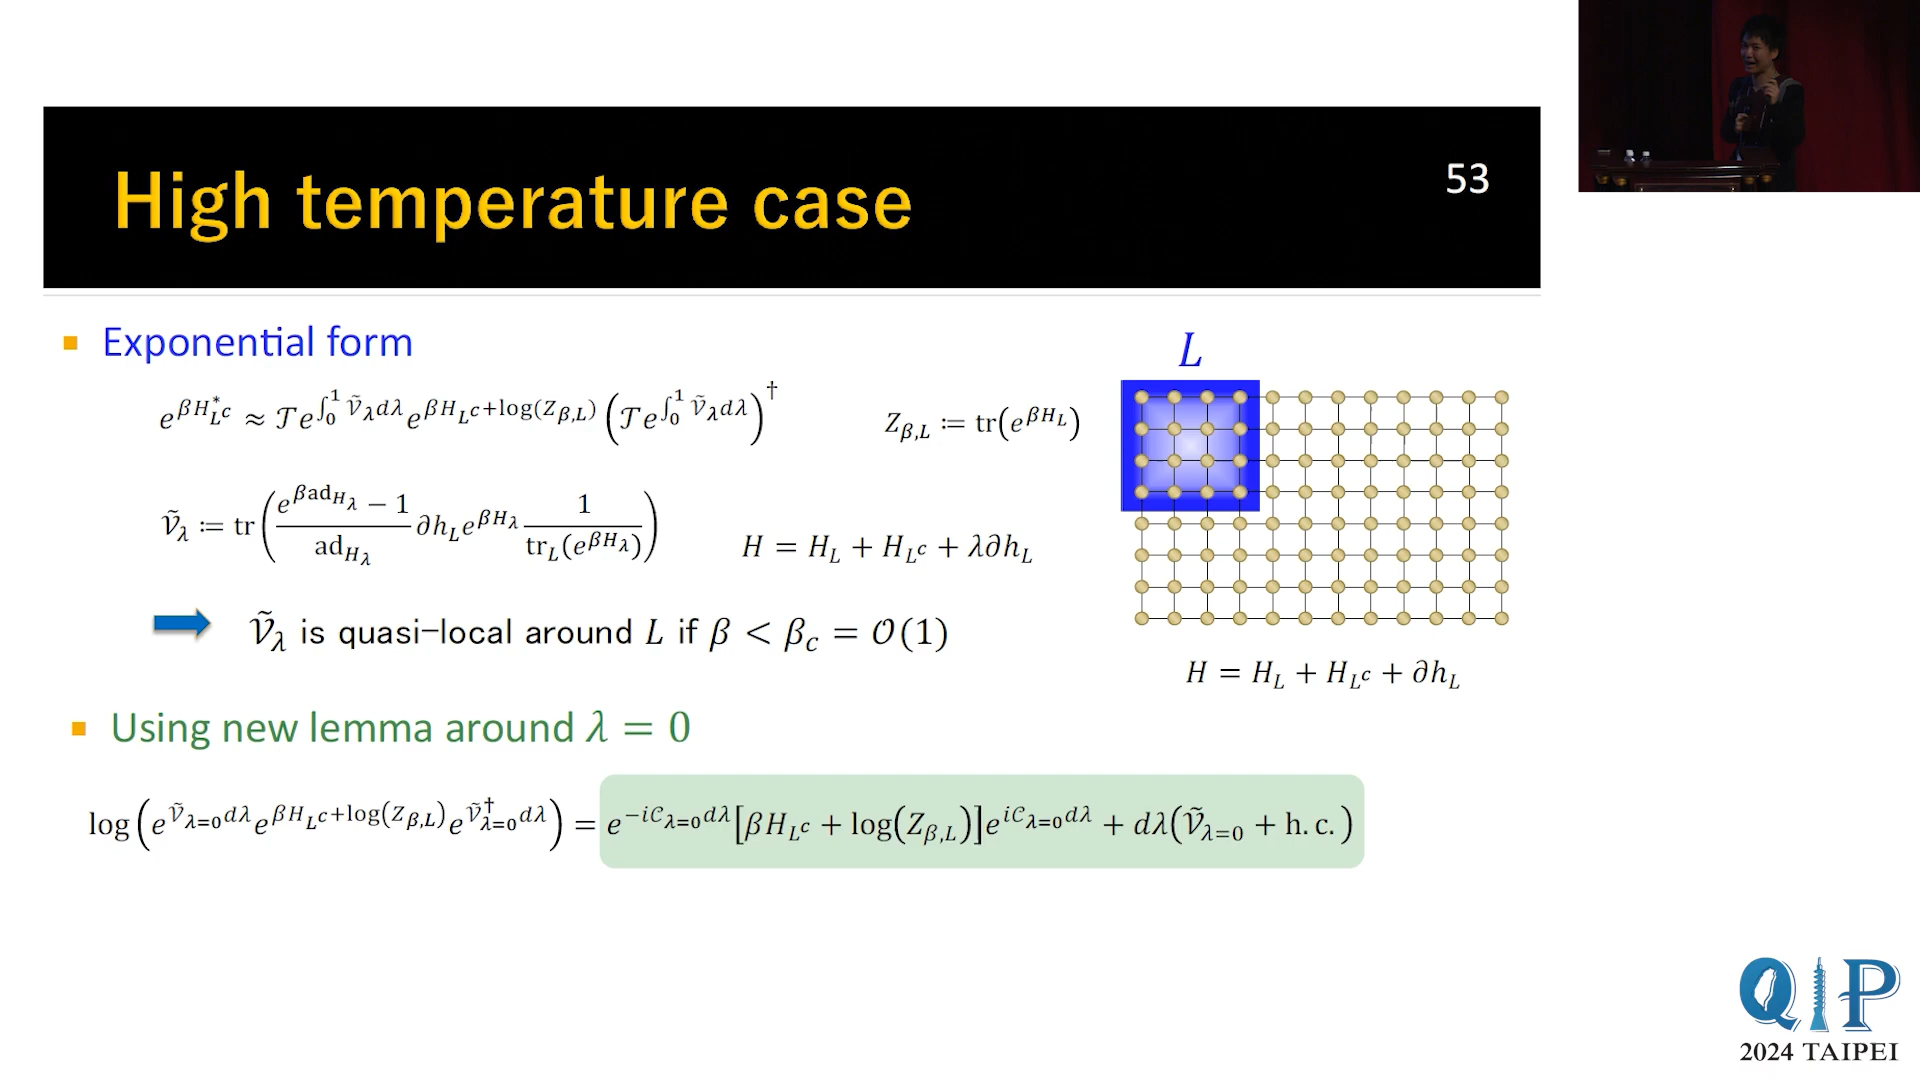 High temperature case
53
Exponential form
L
e^{βH^*_{L^c}} ≈ 𝒯e^{∫_0^1 Ṽ_λ dλ} e^{βH_{L^c}+log(Z_{β,L})} (𝒯e^{∫_0^1 Ṽ_λ dλ})^†
Z_{β,L} ≔ tr(e^{βH_L})
Ṽ_λ ≔ tr( \frac{e^{βad_{H_λ}} − 1}{ad_{H_λ}} ∂h_L e^{βH_λ} \frac{1}{tr_L(e^{βH_λ})} )
H = H_L + H_{L^c} + λ∂h_L
Ṽ_λ is quasi-local around L if β < β_c = 𝒪(1)
H = H_L + H_{L^c} + ∂h_L
Using new lemma around λ = 0
log(e^{Ṽ_{λ=0}dλ} e^{βH_{L^c}+log(Z_{β,L})} e^{Ṽ^†_{λ=0}dλ}) = e^{−i𝒞_{λ=0}dλ}[βH_{L^c} + log(Z_{β,L})]e^{i𝒞_{λ=0}dλ} + dλ(Ṽ_{λ=0} + h.c.)
QIP
2024 TAIPEI